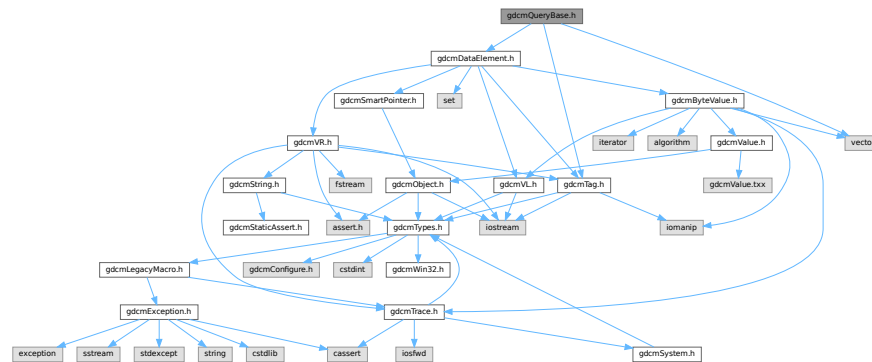 gdcmQueryBase.h
gdcmDataElement.h
gdcmSmartPointer.h
set
gdcmByteValue.h
gdcmVR.h
iterator
algorithm
gdcmValue.h
vecto
gdcmString.h
fstream
gdcmObject.h
gdcmVL.h
gdcmTag.h
gdcmValue.txx
gdcmStaticAssert.h
assert.h
gdcmTypes.h
iostream
iomanip
gdcmLegacyMacro.h
gdcmConfigure.h
cstdint
gdcmWin32.h
gdcmException.h
gdcmTrace.h
exception
sstream
stdexcept
string
cstdlib
cassert
iosfwd
gdcmSystem.h